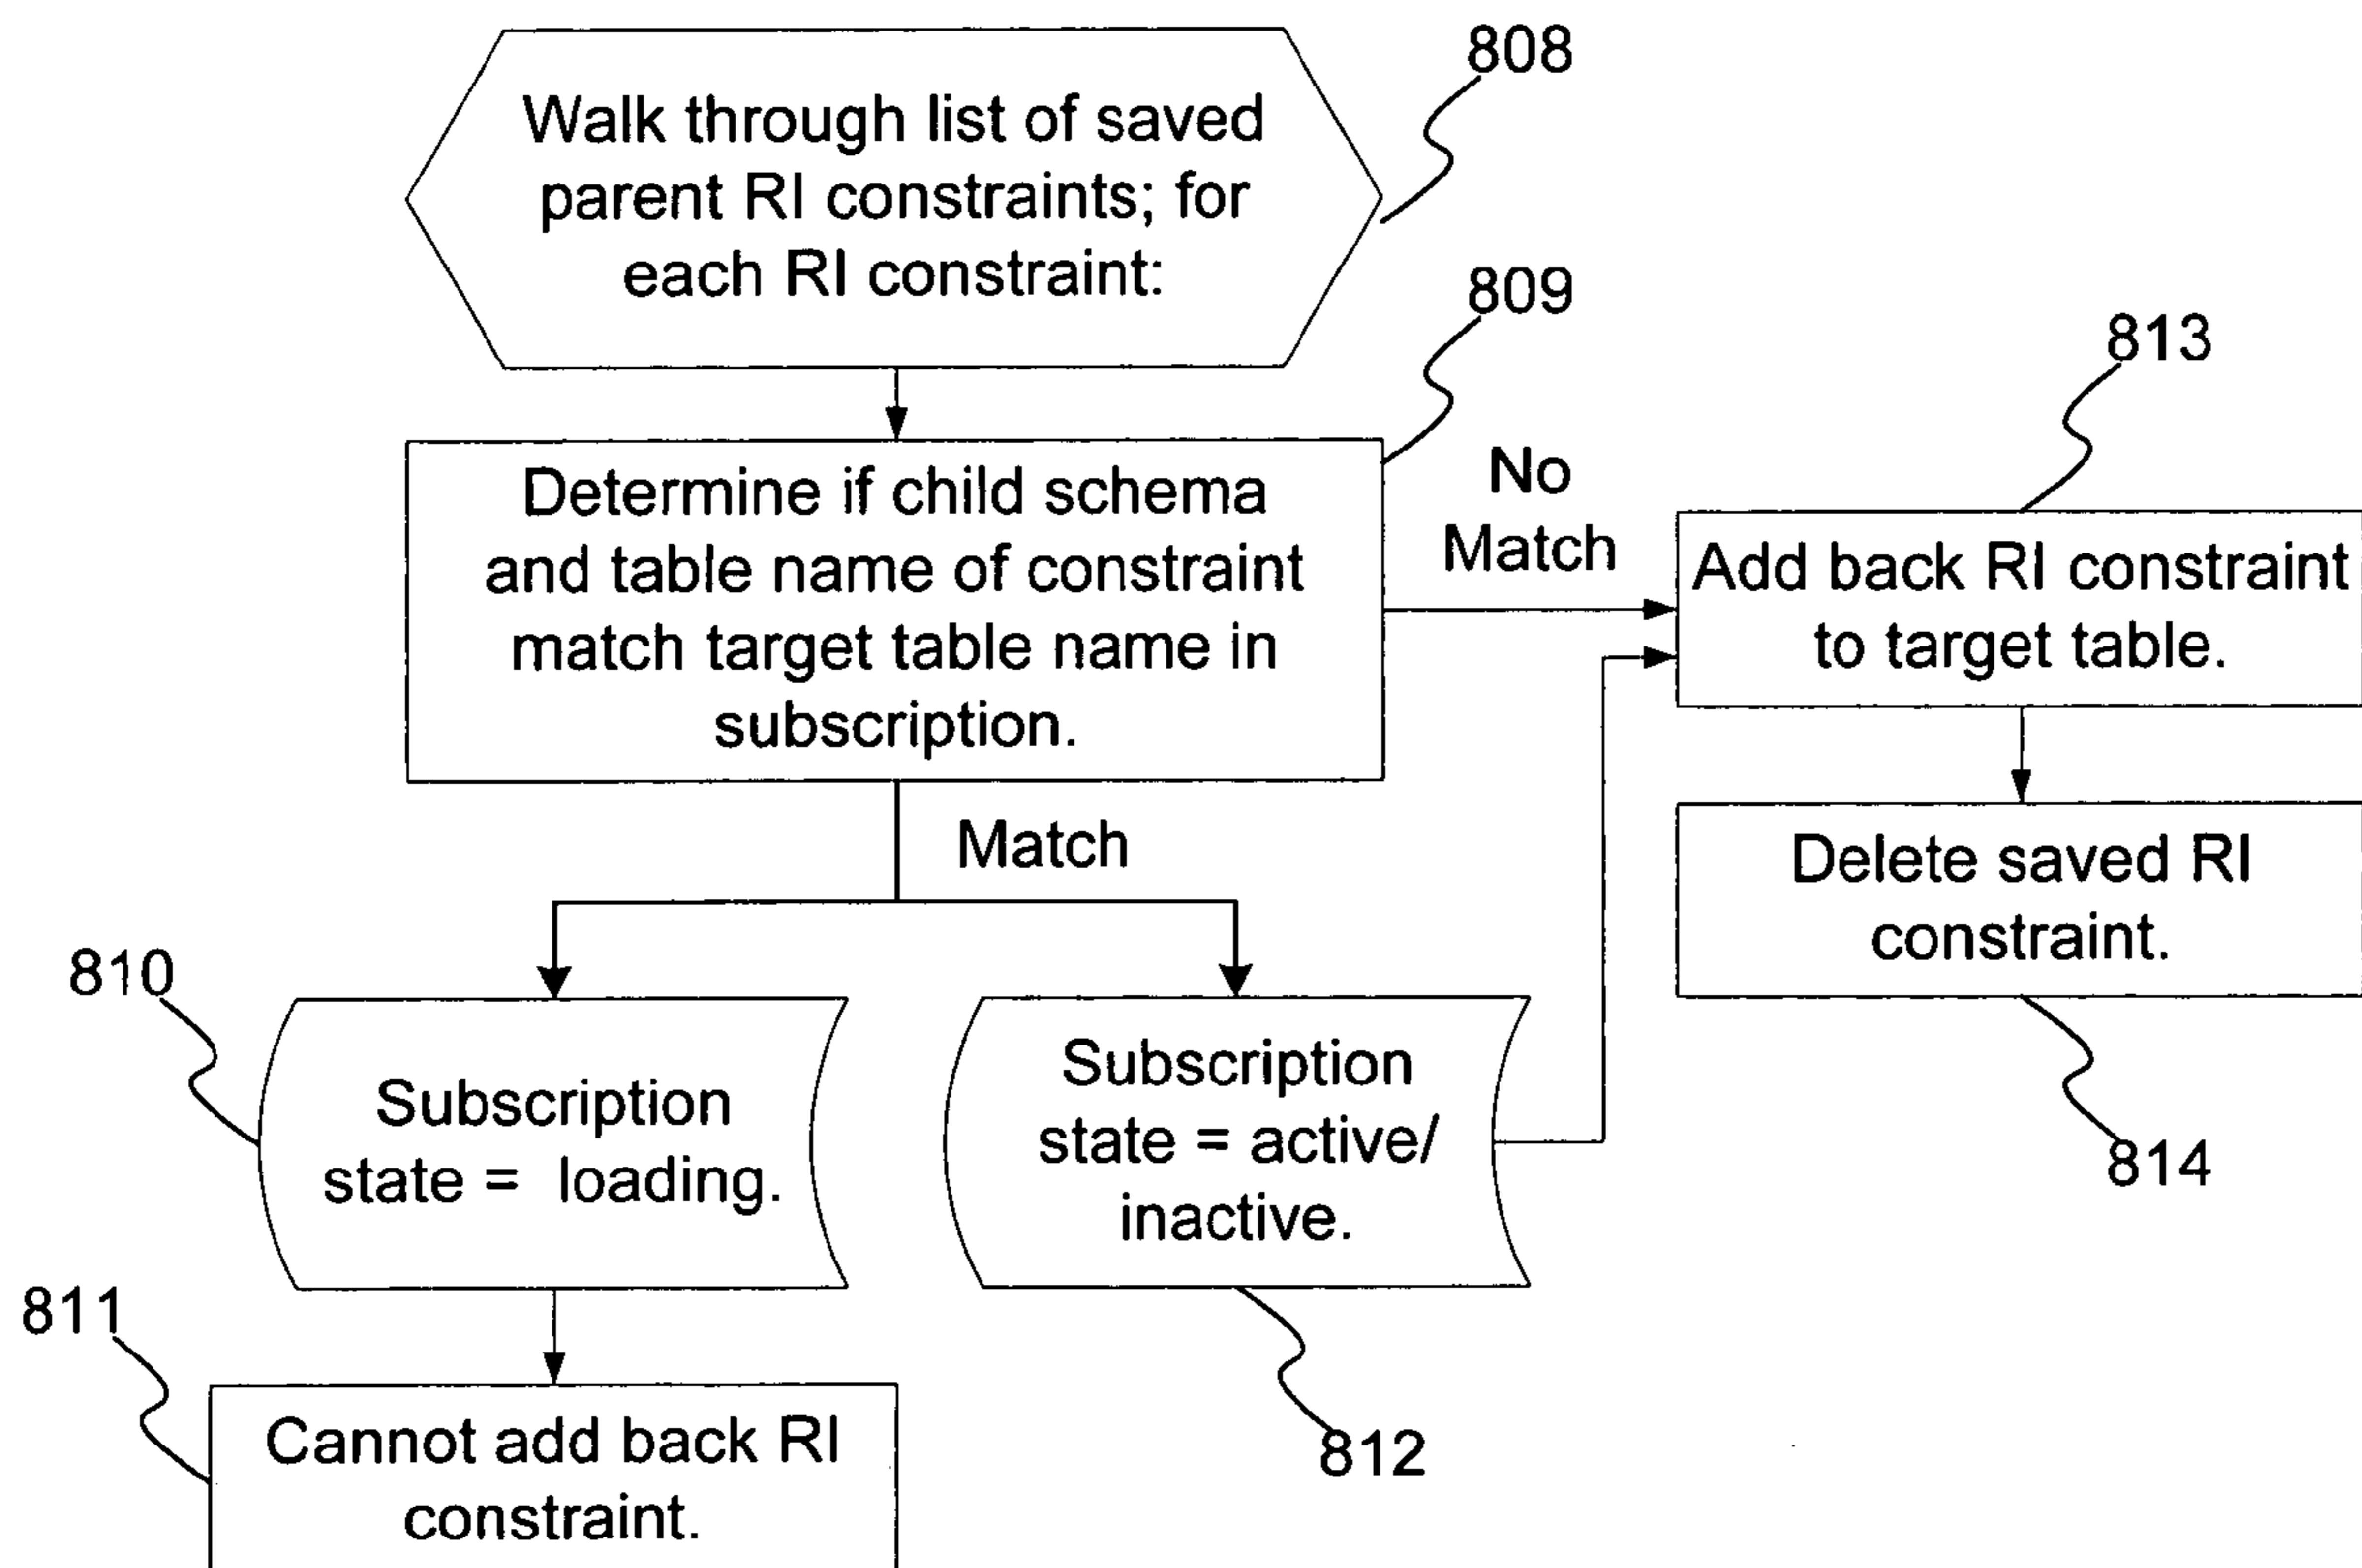 808
Walk through list of saved
parent RI constraints; for
each RI constraint:
809
Determine if child schema
and table name of constraint
match target table name in
subscription.
No
Match
813
Add back RI constraint
to target table.
Match
Delete saved RI
constraint.
814
810
Subscription
state =  loading.
Subscription
state = active/
inactive.
812
811
Cannot add back RI
constraint.